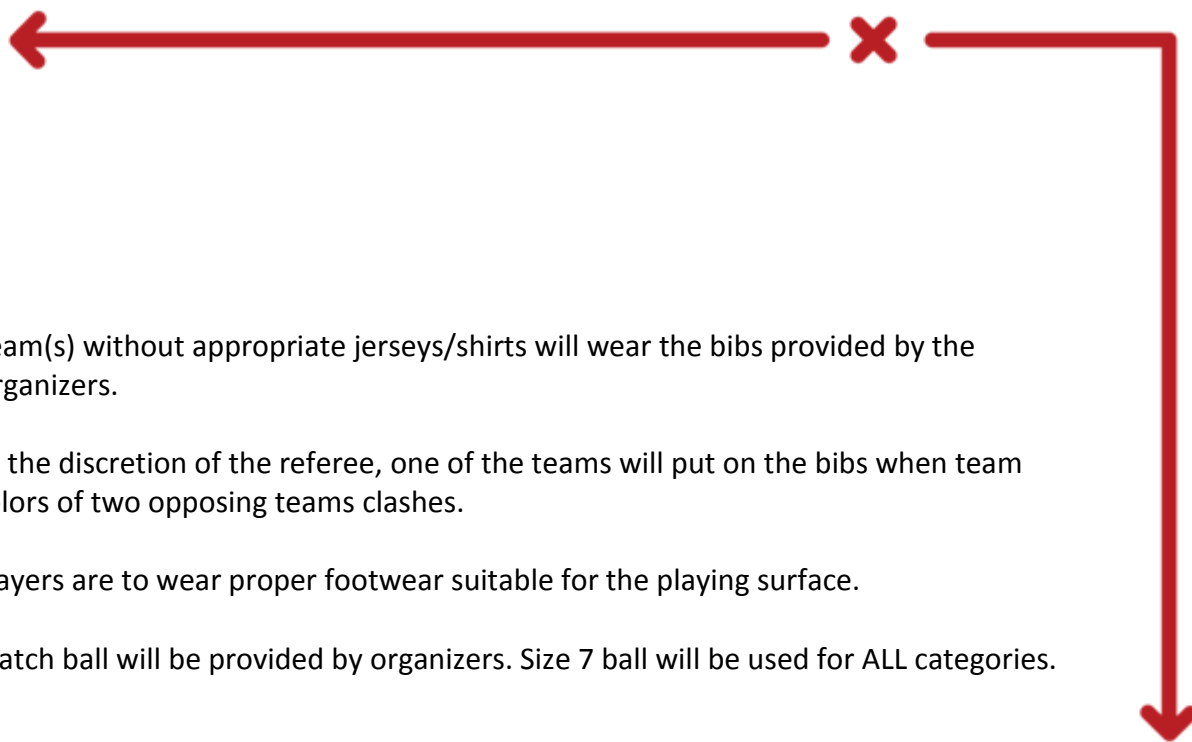 eam(s) without appropriate jerseys/shirts will wear the bibs provided by the
rganizers.
the discretion of the referee, one of the teams will put on the bibs when team
lors of two opposing teams clashes.
ayers are to wear proper footwear suitable for the playing surface.
atch ball will be provided by organizers. Size 7 ball will be used for ALL categories.